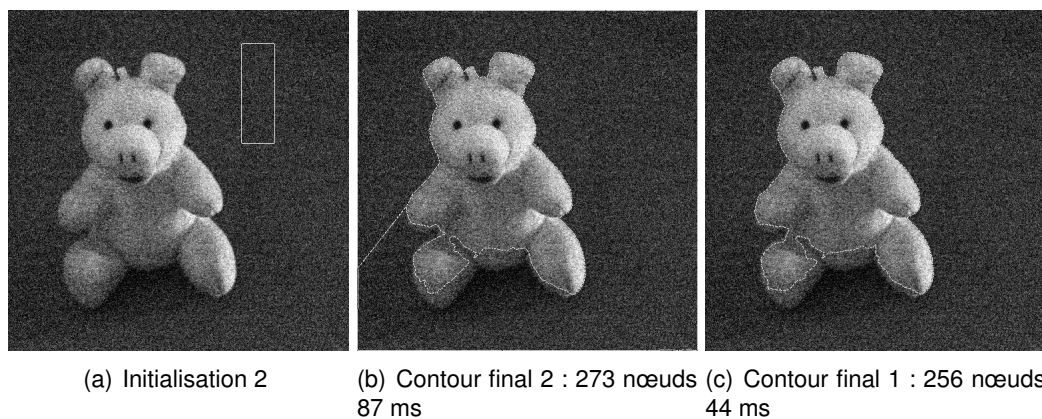 (a) Initialisation 2
(b) Contour final 2 : 273 nœuds
87 ms
(c) Contour final 1 : 256 nœuds
44 ms